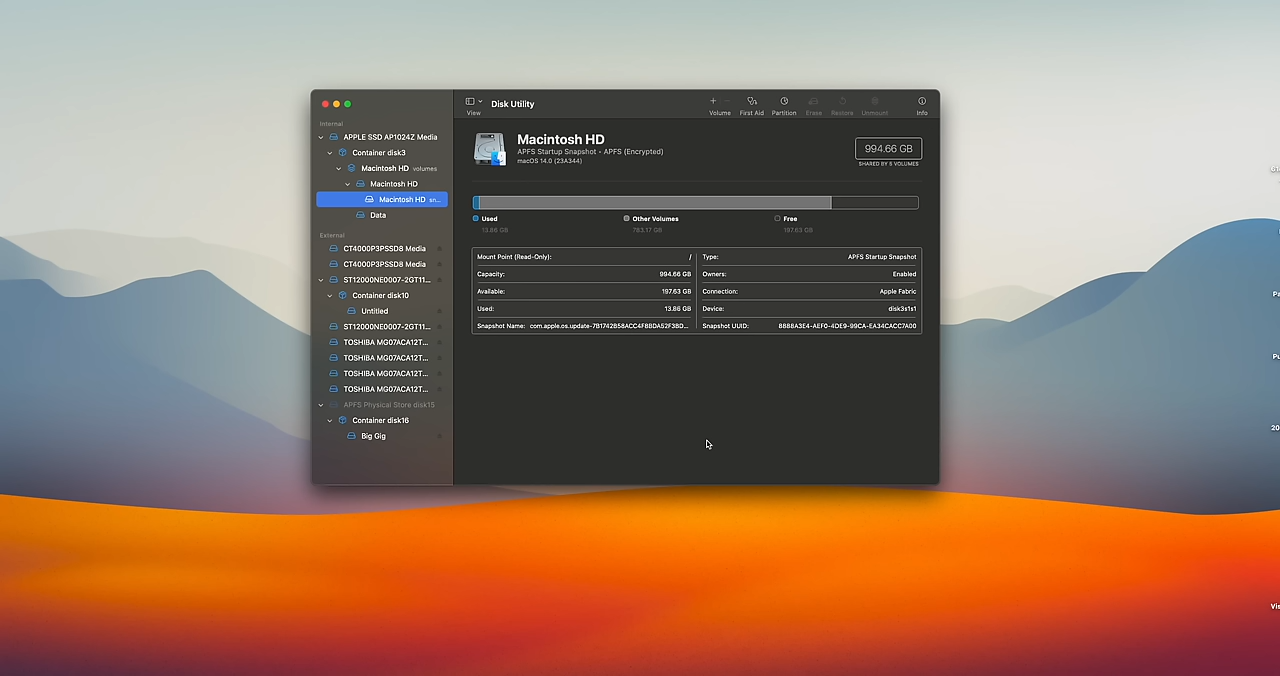 Disk Utility
View
Volume
First Aid
Partition
Erase
Restore
Unmount
Info
Internal
APPLE SSD AP1024Z Media
Container disk3
Macintosh HD volumes
Macintosh HD
Macintosh HD sn...
Data
External
CT4000P3PSSD8 Media
CT4000P3PSSD8 Media
ST12000NE0007-2GT11...
Container disk10
Untitled
ST12000NE0007-2GT11...
TOSHIBA MG07ACA12T...
TOSHIBA MG07ACA12T...
TOSHIBA MG07ACA12T...
TOSHIBA MG07ACA12T...
APFS Physical Store disk15
Container disk16
Big Gig
Macintosh HD
APFS Startup Snapshot • APFS (Encrypted)
macOS 14.0 (23A344)
994.66 GB
SHARED BY 5 VOLUMES
Used
13.86 GB
Other Volumes
783.17 GB
Free
197.63 GB
Mount Point (Read-Only): /
Capacity: 994.66 GB
Available: 197.63 GB
Used: 13.86 GB
Snapshot Name:
Type: APFS Startup Snapshot
Owners: Enabled
Connection: Apple Fabric
Device: disk3s1s1
Snapshot UUID: 8888A3E4-AEF0-4DE9-99CA-EA34CACC7A00
Pa
Pu
20
Vis